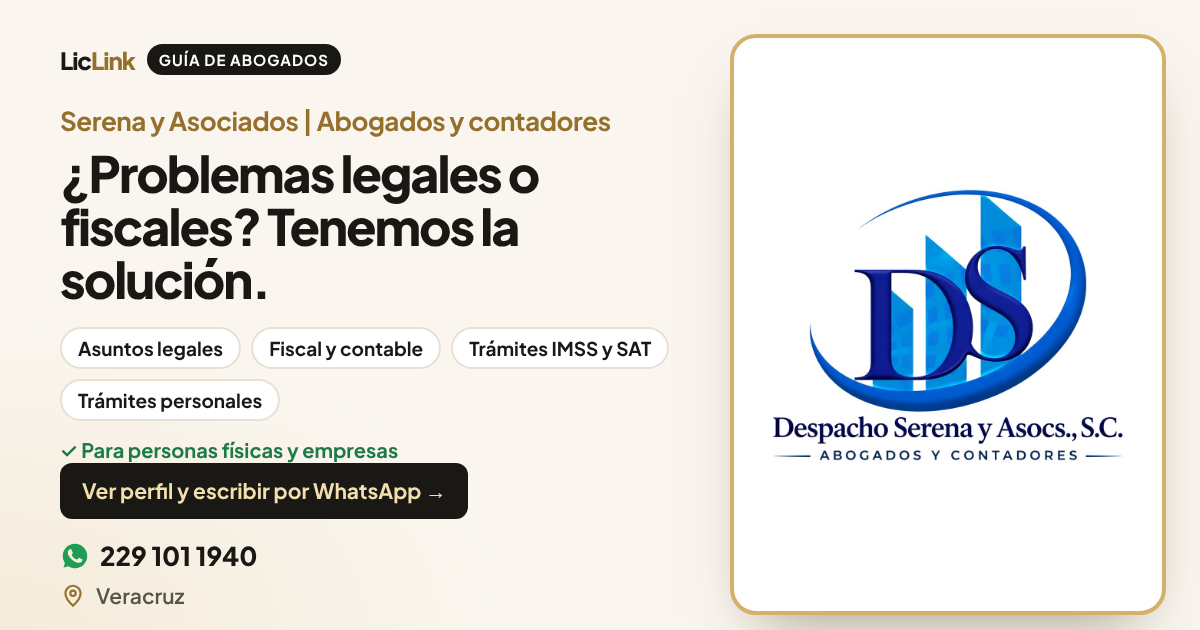 LicLink
GUÍA DE ABOGADOS
Serena y Asociados | Abogados y contadores
¿Problemas legales o
fiscales? Tenemos la
solución.
Asuntos legales
Fiscal y contable
Trámites IMSS y SAT
Trámites personales
✓ Para personas físicas y empresas
Ver perfil y escribir por WhatsApp →
229 101 1940
Veracruz
DS
Despacho Serena y Asocs., S.C.
ABOGADOS Y CONTADORES